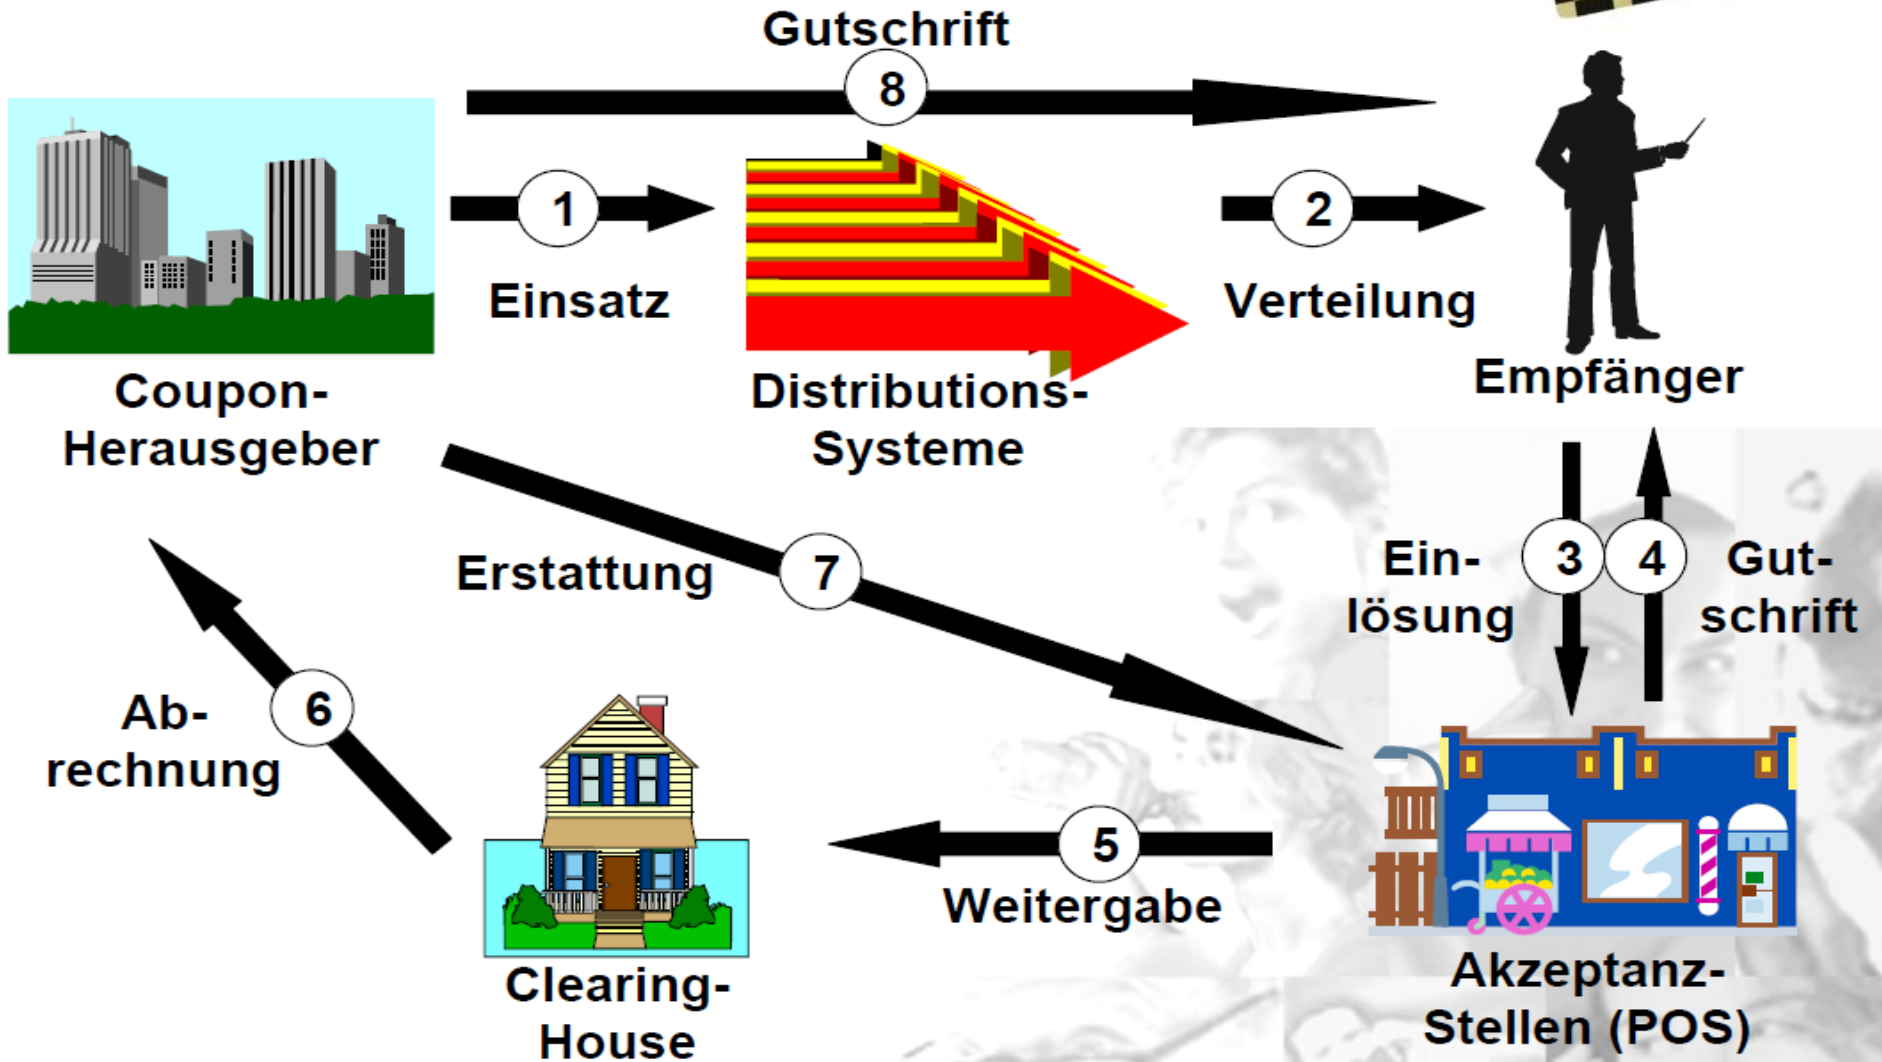 Gutschrift
8
1
2
Einsatz
Verteilung
Coupon-
Herausgeber
Distributions-
Systeme
Empfänger
Erstattung
7
Ein-
lösung
3
4
Gut-
schrift
Ab-
rechnung
6
5
Weitergabe
Clearing-
House
Akzeptanz-
Stellen (POS)